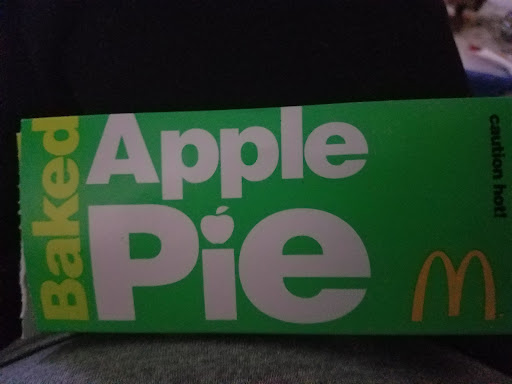 Baked
Apple
Pie
caution hot!
M